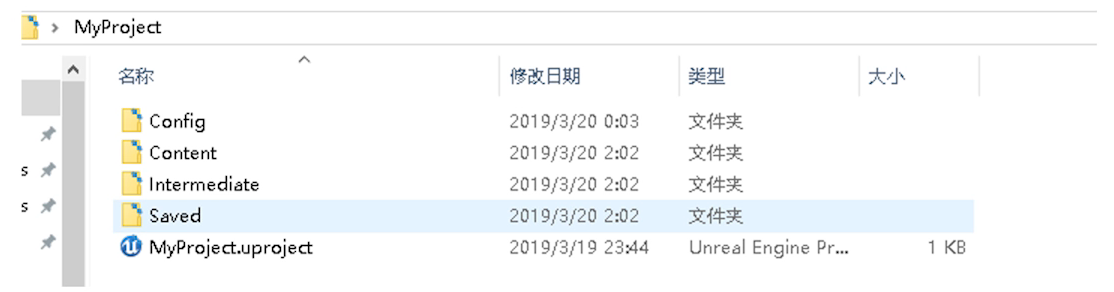 MyProject
名称 修改日期 类型 大小
Config 2019/3/20 0:03 文件夹
Content 2019/3/20 2:02 文件夹
Intermediate 2019/3/20 2:02 文件夹
s
Saved 2019/3/20 2:02 文件夹
s
MyProject.uproject 2019/3/19 23:44 Unreal Engine Pr... 1 KB